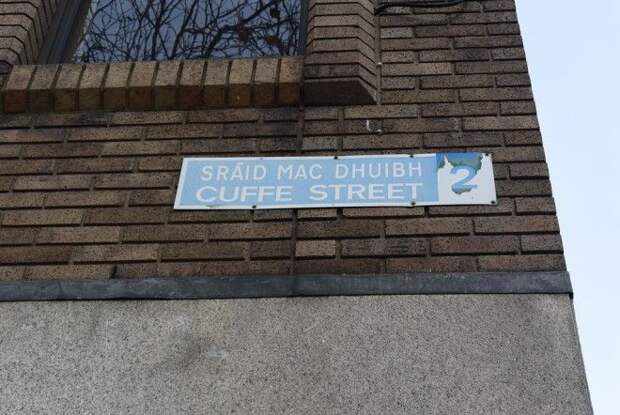 SRÁID MAC DHUIBH
CUFFE STREET 2